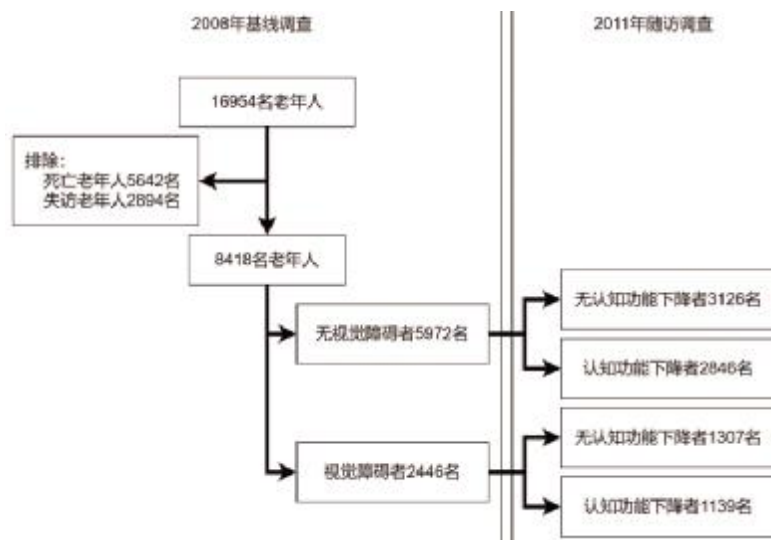 2008年基线调查
2011年随访调查
16954名老年人
排除：
死亡老年人5642名
失访老年人2894名
8418名老年人
无视觉障碍者5972名
无认知功能下降者3126名
认知功能下降者2846名
视觉障碍者2446名
无认知功能下降者1307名
认知功能下降者1139名